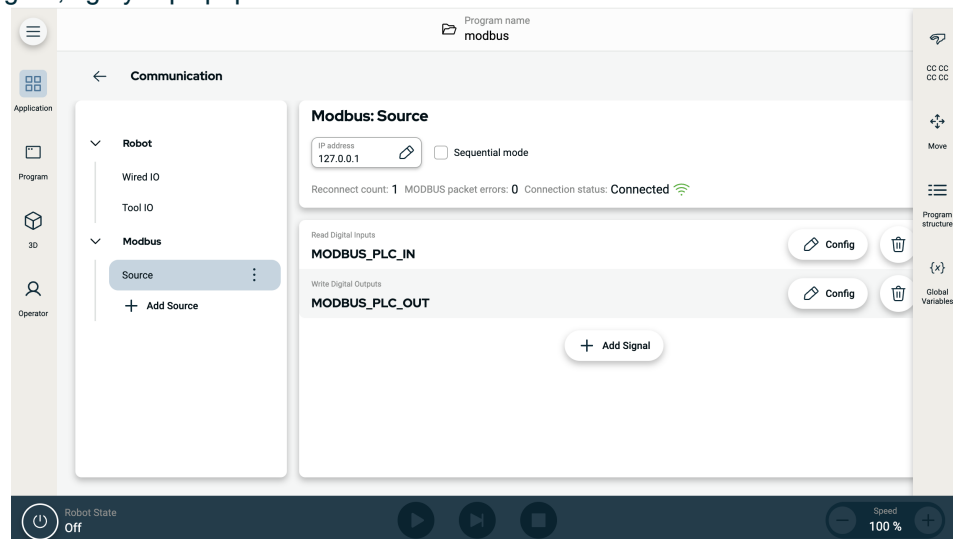 Program name
modbus
Communication
Application
Program
3D
Operator
Robot
Wired IO
Tool IO
Modbus
Source
Add Source
Modbus: Source
IP address
127.0.0.1
Sequential mode
Reconnect count: 1 MODBUS packet errors: 0 Connection status: Connected
Read Digital Inputs
MODBUS_PLC_IN
Config
Write Digital Outputs
MODBUS_PLC_OUT
Config
Add Signal
CC CC
CC CC
Move
Program
structure
{x}
Global
Variables
Robot State
Off
Speed
100 %